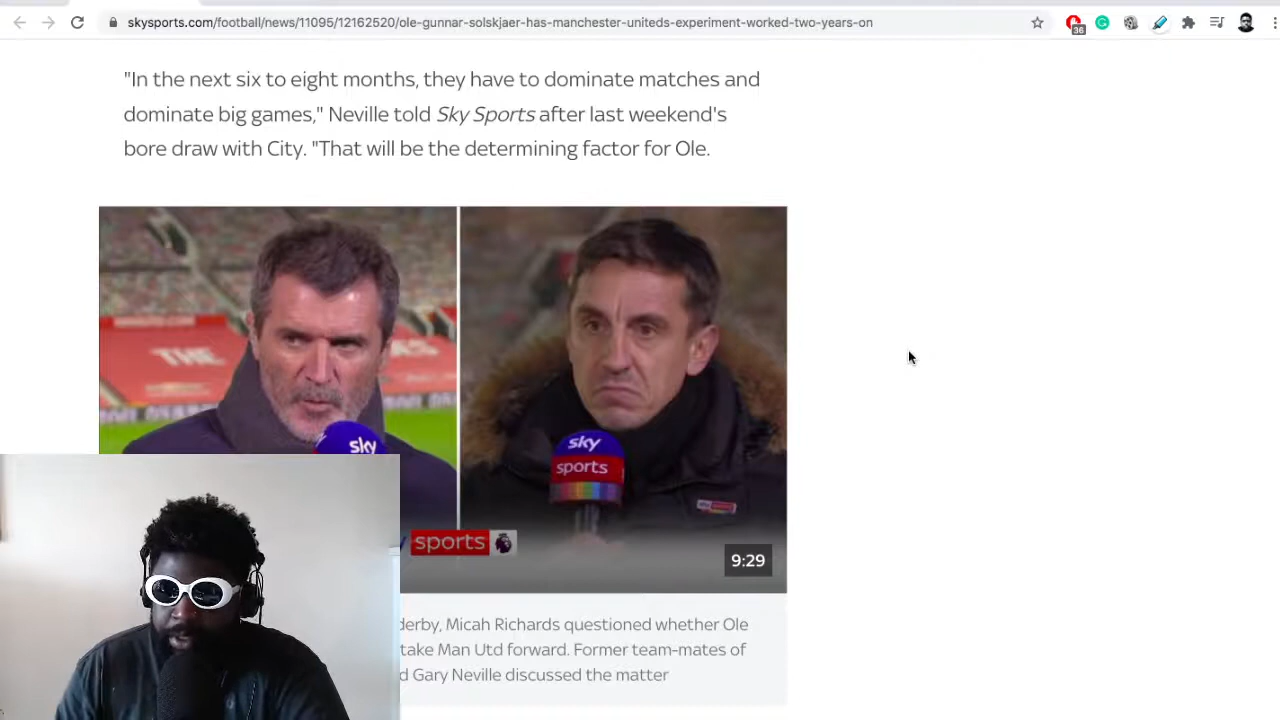 skysports.com/football/news/11095/12162520/ole-gunnar-solskjaer-has-manchester-uniteds-experiment-worked-two-years-on
36
"In the next six to eight months, they have to dominate matches and
dominate big games," Neville told Sky Sports after last weekend's
bore draw with City. "That will be the determining factor for Ole.
THE
sky
sky
sports
sports
9:29
derby, Micah Richards questioned whether Ole
take Man Utd forward. Former team-mates of
d Gary Neville discussed the matter